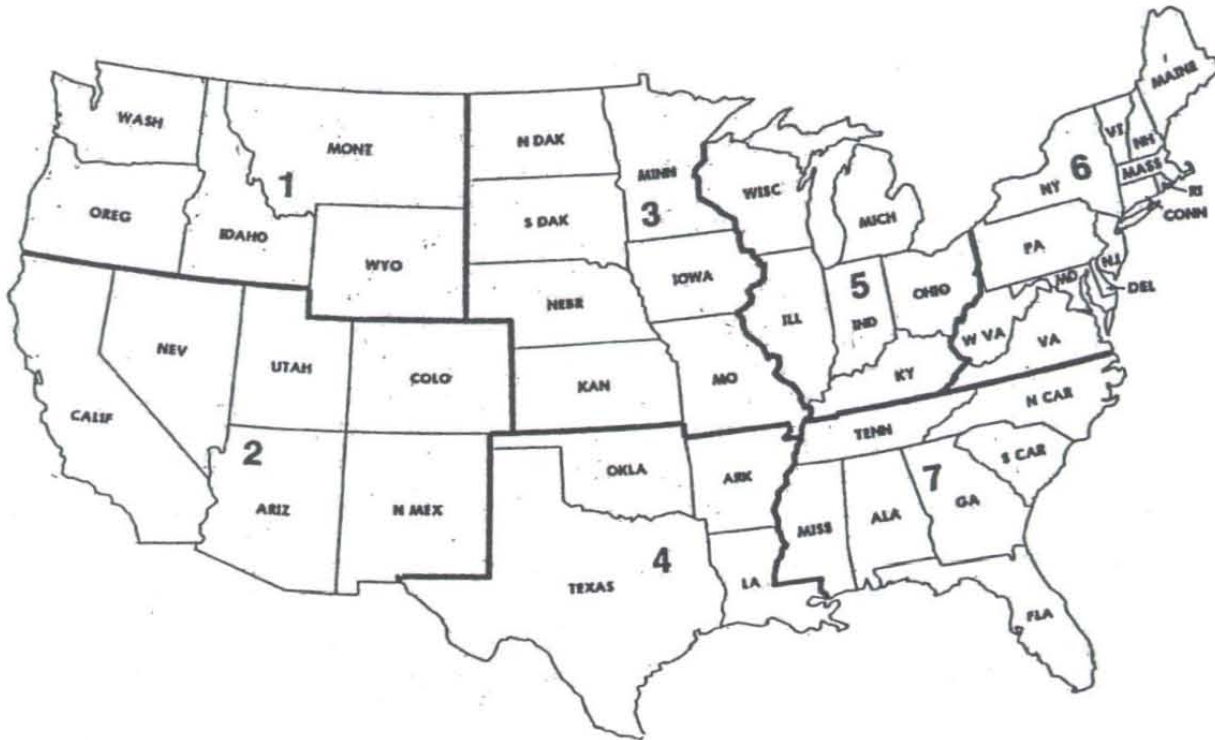 MAINE
WASH
MONT
N DAK
MINN
VT
NH
1
6
NY
MASS
RI
CONN
WISC
MICH
OREG
IDAHO
3
S DAK
PA
NJ
WYO
IOWA
5
OHIO
MD
DEL
NEBR
ILL
IND
W VA
VA
NEV
UTAH
COLO
KAN
MO
KY
CALIF
N CAR
TENN
2
OKLA
ARK
S CAR
7
ARIZ
N MEX
MISS
ALA
GA
4
TEXAS
LA
FLA